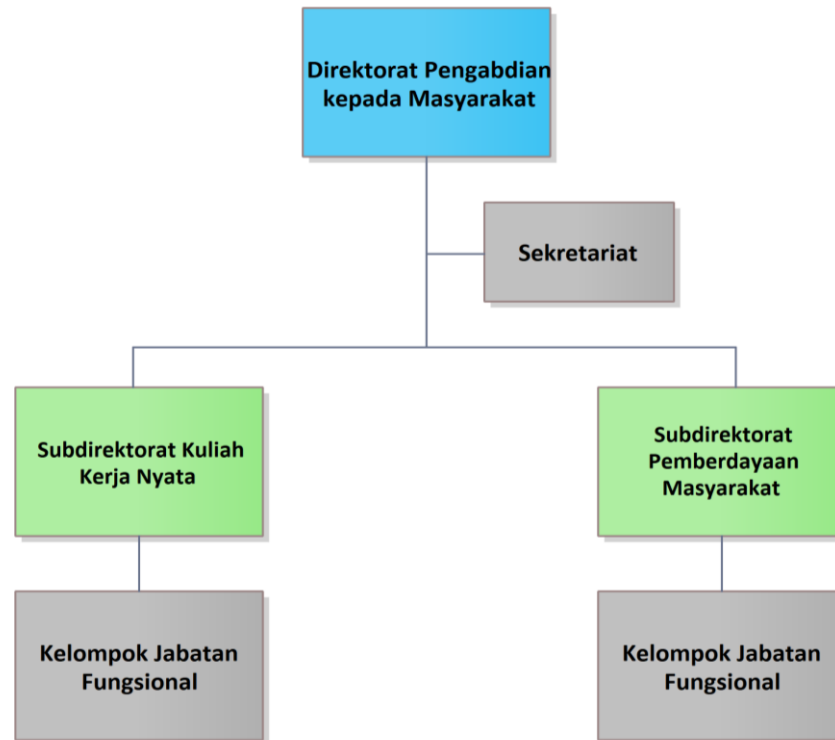 Direktorat Pengabdian
kepada Masyarakat
Sekretariat
Subdirektorat Kuliah
Kerja Nyata
Subdirektorat
Pemberdayaan
Masyarakat
Kelompok Jabatan
Fungsional
Kelompok Jabatan
Fungsional